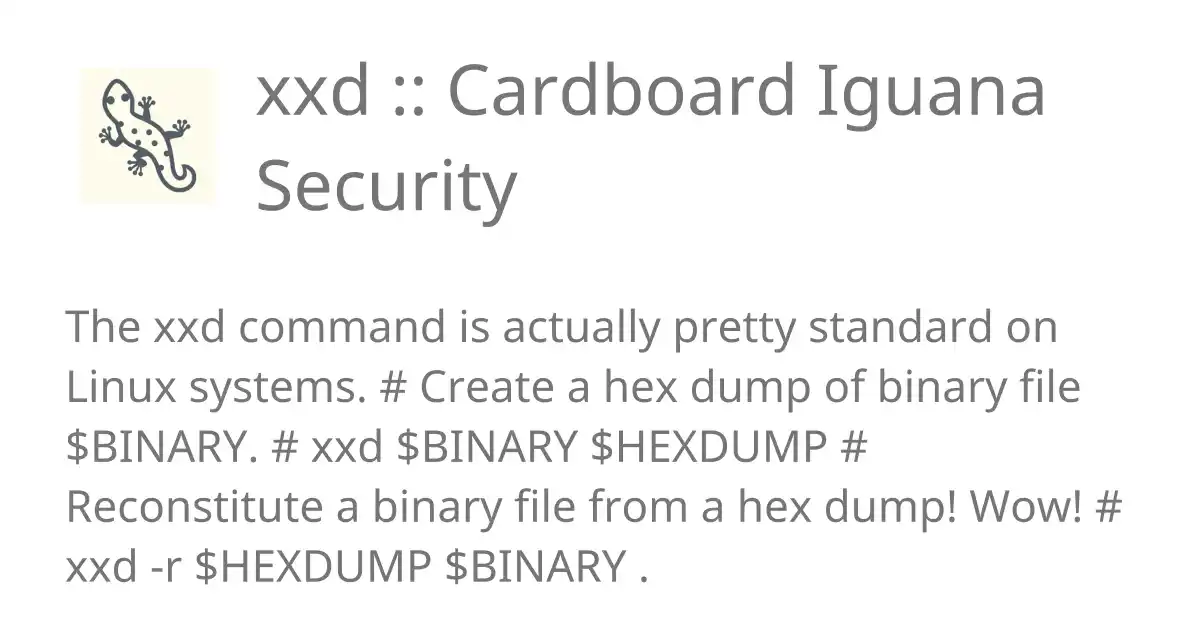 xxd :: Cardboard Iguana
Security
The xxd command is actually pretty standard on
Linux systems. # Create a hex dump of binary file
$BINARY. # xxd $BINARY $HEXDUMP #
Reconstitute a binary file from a hex dump! Wow! #
xxd -r $HEXDUMP $BINARY .